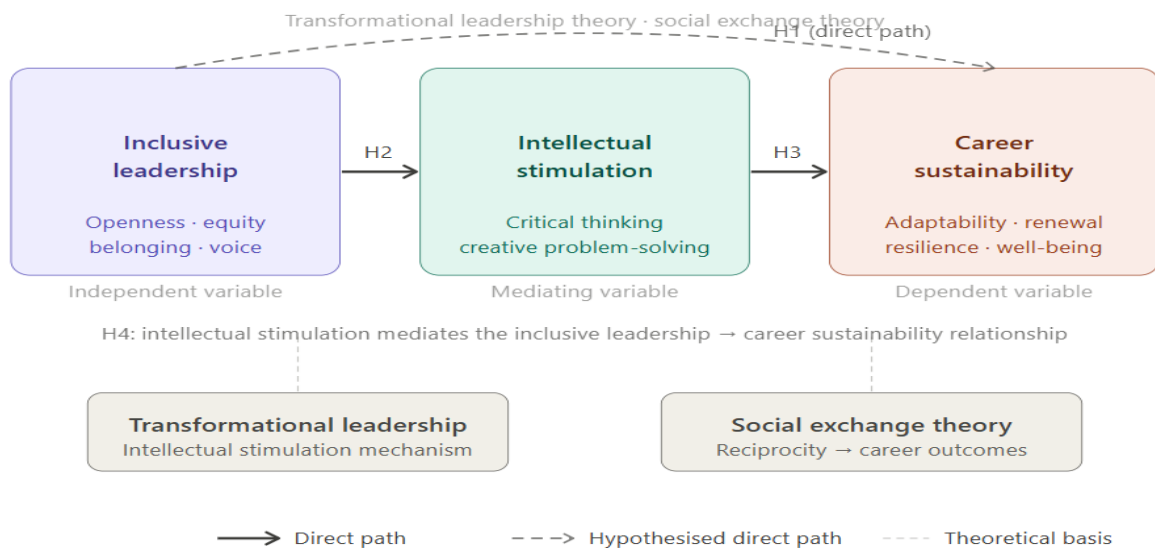 Transformational leadership theory · social exchange theory
H1 (direct path)
Inclusive
leadership
Openness · equity
belonging · voice
Independent variable
H2
Intellectual
stimulation
Critical thinking
creative problem-solving
Mediating variable
H3
Career
sustainability
Adaptability · renewal
resilience · well-being
Dependent variable
H4: intellectual stimulation mediates the inclusive leadership → career sustainability relationship
Transformational leadership
Intellectual stimulation mechanism
Social exchange theory
Reciprocity → career outcomes
Direct path
Hypothesised direct path
Theoretical basis